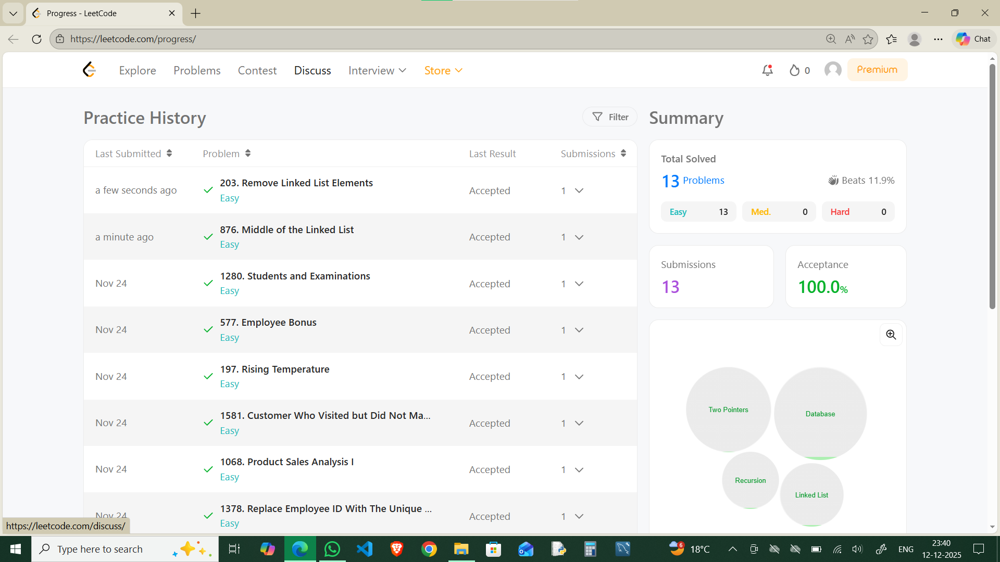 Progress - LeetCode
https://leetcode.com/progress/
Chat
Explore
Problems
Contest
Discuss
Interview
Store
0
Premium
Practice History
Filter
Last Submitted
Problem
Last Result
Submissions
a few seconds ago
203. Remove Linked List Elements
Easy
Accepted
1
a minute ago
876. Middle of the Linked List
Easy
Accepted
1
Nov 24
1280. Students and Examinations
Easy
Accepted
1
Nov 24
577. Employee Bonus
Easy
Accepted
1
Nov 24
197. Rising Temperature
Easy
Accepted
1
Nov 24
1581. Customer Who Visited but Did Not Ma...
Easy
Accepted
1
Nov 24
1068. Product Sales Analysis I
Easy
Accepted
1
Nov 24
1378. Replace Employee ID With The Unique ...
Easy
Accepted
1
Summary
Total Solved
13 Problems
Beats 11.9%
Easy 13
Med. 0
Hard 0
Submissions
13
Acceptance
100.0%
Two Pointers
Database
Recursion
Linked List
https://leetcode.com/discuss/
Type here to search
6
18°C
ENG
23:40
12-12-2025